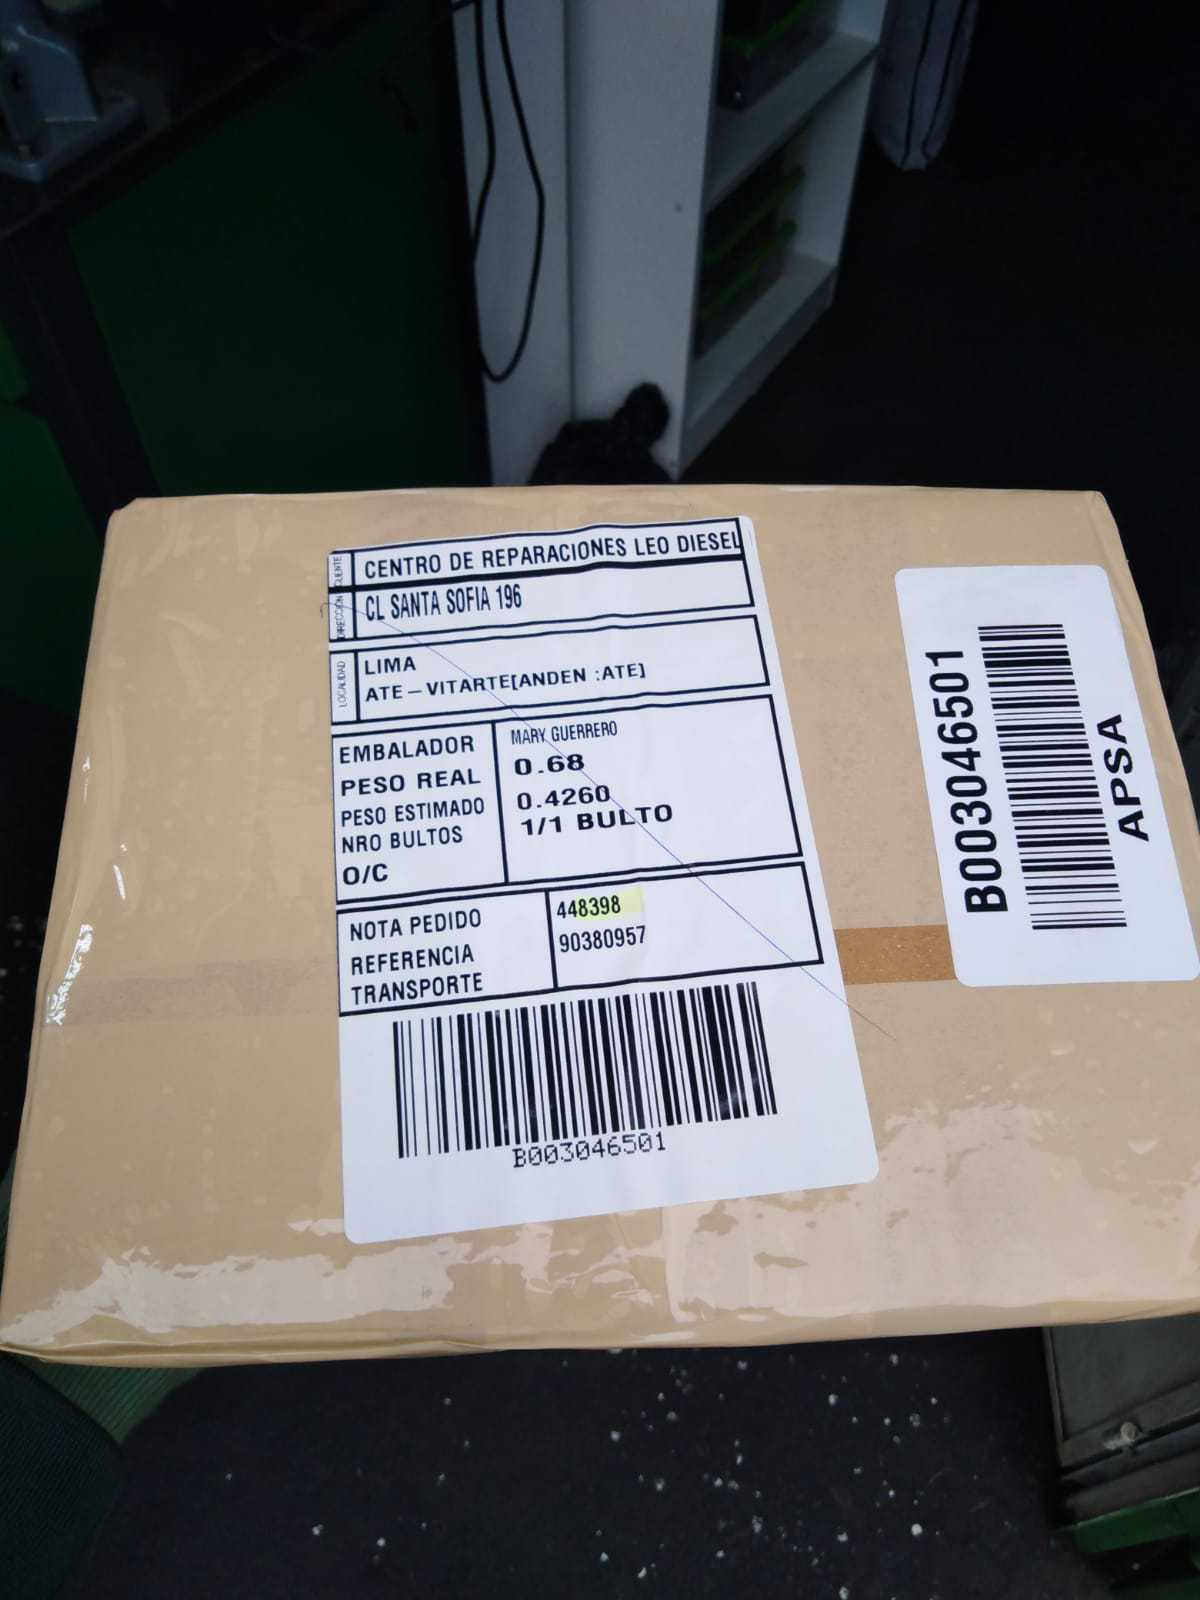 CLIENTE
CENTRO DE REPARACIONES LEO DIESEL
DIRECCIÓN
CL SANTA SOFIA 196
LOCALIDAD
LIMA
ATE-VITARTE[ANDEN :ATE]
EMBALADOR MARY GUERRERO
PESO REAL 0.68
PESO ESTIMADO 0.4260
NRO BULTOS 1/1 BULTO
O/C
NOTA PEDIDO 448398
REFERENCIA 90380957
TRANSPORTE
B003046501
B003046501
APSA